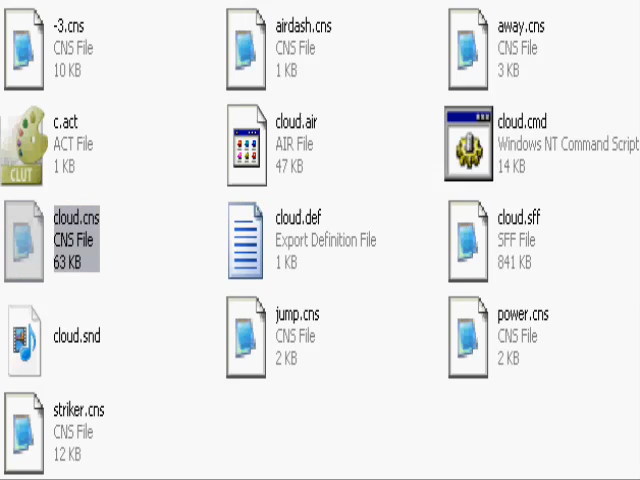 -3.cns
CNS File
10 KB
airdash.cns
CNS File
1 KB
away.cns
CNS File
3 KB
c.act
ACT File
1 KB
CLUT
cloud.air
AIR File
47 KB
cloud.cmd
Windows NT Command Script
14 KB
cloud.cns
CNS File
63 KB
cloud.def
Export Definition File
1 KB
cloud.sff
SFF File
841 KB
cloud.snd
jump.cns
CNS File
2 KB
power.cns
CNS File
2 KB
striker.cns
CNS File
12 KB